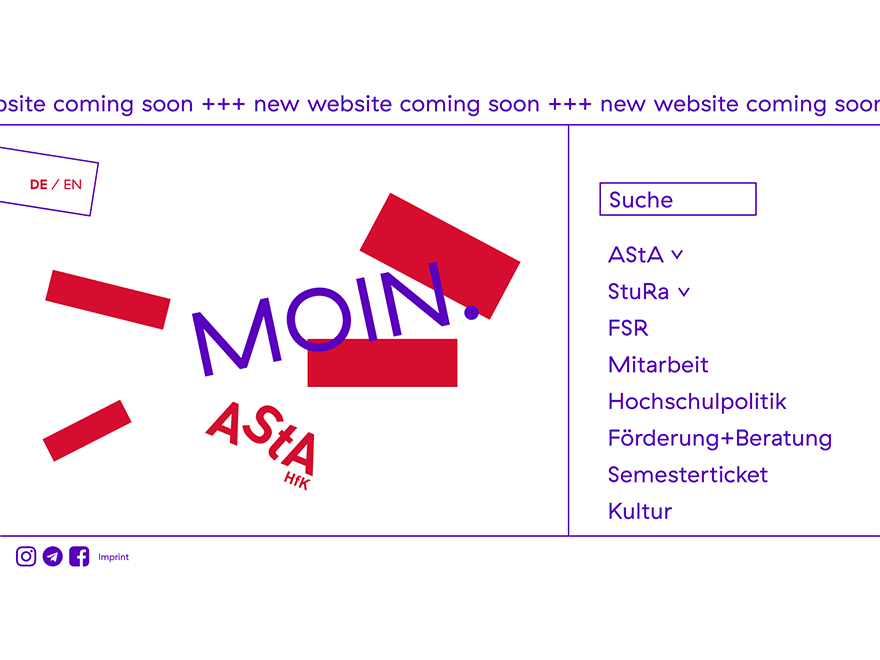 site coming soon +++ new website coming soon +++ new website coming soon
DE / EN
MOIN.
AStA
HfK
Suche
AStA
StuRa
FSR
Mitarbeit
Hochschulpolitik
Förderung+Beratung
Semesterticket
Kultur
Imprint